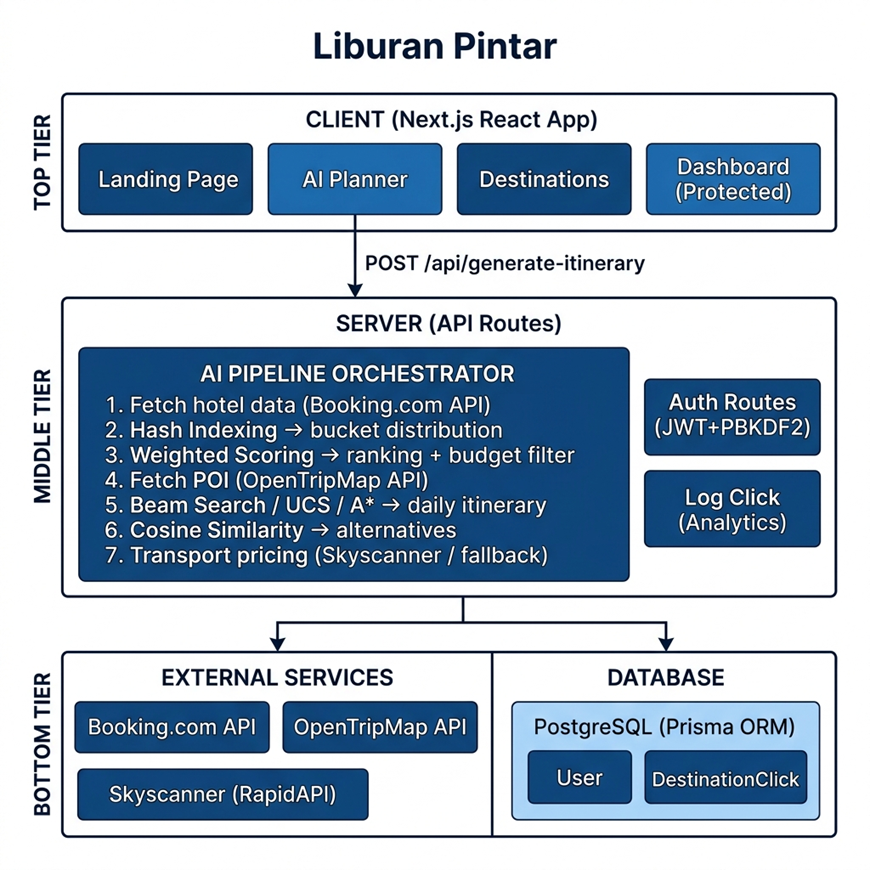 Liburan Pintar
TOP TIER
CLIENT (Next.js React App)
Landing Page
AI Planner
Destinations
Dashboard
(Protected)
POST /api/generate-itinerary
MIDDLE TIER
SERVER (API Routes)
AI PIPELINE ORCHESTRATOR
1. Fetch hotel data (Booking.com API)
2. Hash Indexing → bucket distribution
3. Weighted Scoring → ranking + budget filter
4. Fetch POI (OpenTripMap API)
5. Beam Search / UCS / A* → daily itinerary
6. Cosine Similarity → alternatives
7. Transport pricing (Skyscanner / fallback)
Auth Routes
(JWT+PBKDF2)
Log Click
(Analytics)
BOTTOM TIER
EXTERNAL SERVICES
Booking.com API
OpenTripMap API
Skyscanner (RapidAPI)
DATABASE
PostgreSQL (Prisma ORM)
User
DestinationClick